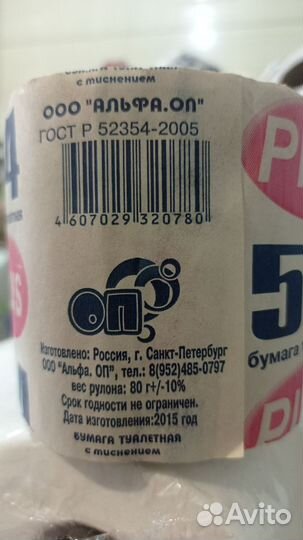 с тиснением
ООО "АЛЬФА.ОП"
ГОСТ Р 52354-2005
4 607029 320780
ОП
Изготовлено: Россия, г. Санкт-Петербург
ООО "Альфа. ОП", тел.: 8(952)485-0797
вес рулона: 80 г+/-10%
Срок годности не ограничен.
Дата изготовления:2015 год
БУМАГА ТУАЛЕТНАЯ
с тиснением
4
5
бумага
Avito